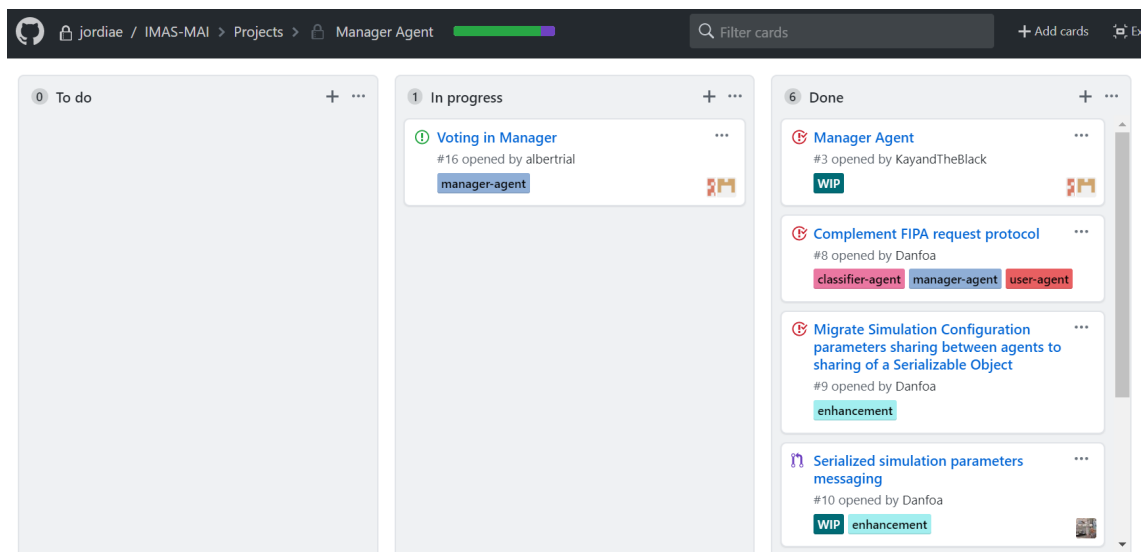 jordiae / IMAS-MAI > Projects > Manager Agent
Filter cards
+ Add cards
0 To do
1 In progress
Voting in Manager
#16 opened by albertrial
manager-agent
6 Done
Manager Agent
#3 opened by KayandTheBlack
WIP
Complement FIPA request protocol
#8 opened by Danfoa
classifier-agent manager-agent user-agent
Migrate Simulation Configuration
parameters sharing between agents to
sharing of a Serializable Object
#9 opened by Danfoa
enhancement
Serialized simulation parameters
messaging
#10 opened by Danfoa
WIP enhancement